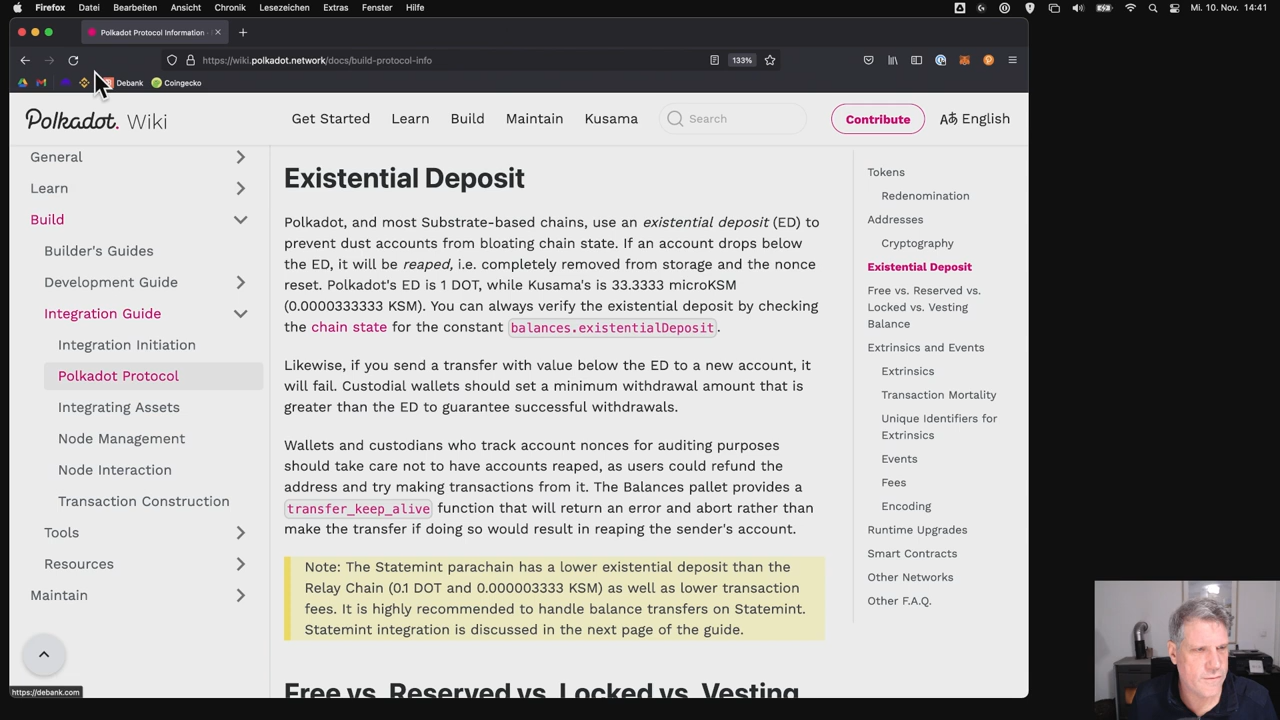 Firefox Datei Bearbeiten Ansicht Chronik Lesezeichen Extras Fenster Hilfe Mi. 10. Nov. 14:41
Polkadot Protocol Information -
https://wiki.polkadot.network/docs/build-protocol-info 133%
Debank Coingecko
Polkadot. Wiki Get Started Learn Build Maintain Kusama Search Contribute English
General
Learn
Build
Builder's Guides
Development Guide
Integration Guide
Integration Initiation
Polkadot Protocol
Integrating Assets
Node Management
Node Interaction
Transaction Construction
Tools
Resources
Maintain
Existential Deposit
Polkadot, and most Substrate-based chains, use an existential deposit (ED) to
prevent dust accounts from bloating chain state. If an account drops below
the ED, it will be reaped, i.e. completely removed from storage and the nonce
reset. Polkadot's ED is 1 DOT, while Kusama's is 33.3333 microKSM
(0.0000333333 KSM). You can always verify the existential deposit by checking
the chain state for the constant balances.existentialDeposit.
Likewise, if you send a transfer with value below the ED to a new account, it
will fail. Custodial wallets should set a minimum withdrawal amount that is
greater than the ED to guarantee successful withdrawals.
Wallets and custodians who track account nonces for auditing purposes
should take care not to have accounts reaped, as users could refund the
address and try making transactions from it. The Balances pallet provides a
transfer_keep_alive function that will return an error and abort rather than
make the transfer if doing so would result in reaping the sender's account.
Note: The Statemint parachain has a lower existential deposit than the
Relay Chain (0.1 DOT and 0.000003333 KSM) as well as lower transaction
fees. It is highly recommended to handle balance transfers on Statemint.
Statemint integration is discussed in the next page of the guide.
Free vs. Reserved vs. Locked vs. Vesting
Tokens
Redenomination
Addresses
Cryptography
Existential Deposit
Free vs. Reserved vs.
Locked vs. Vesting
Balance
Extrinsics and Events
Extrinsics
Transaction Mortality
Unique Identifiers for
Extrinsics
Events
Fees
Encoding
Runtime Upgrades
Smart Contracts
Other Networks
Other F.A.Q.
https://debank.com